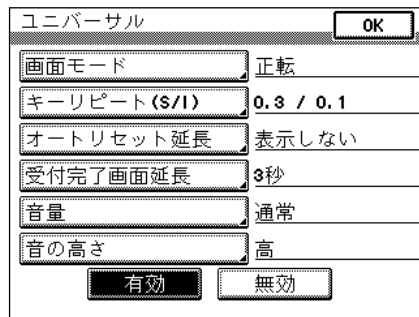 ユニバーサル OK
画面モード 正転
キーリピート(S/I) 0.3 / 0.1
オートリセット延長 表示しない
受付完了画面延長 3秒
音量 通常
音の高さ 高
有効 無効